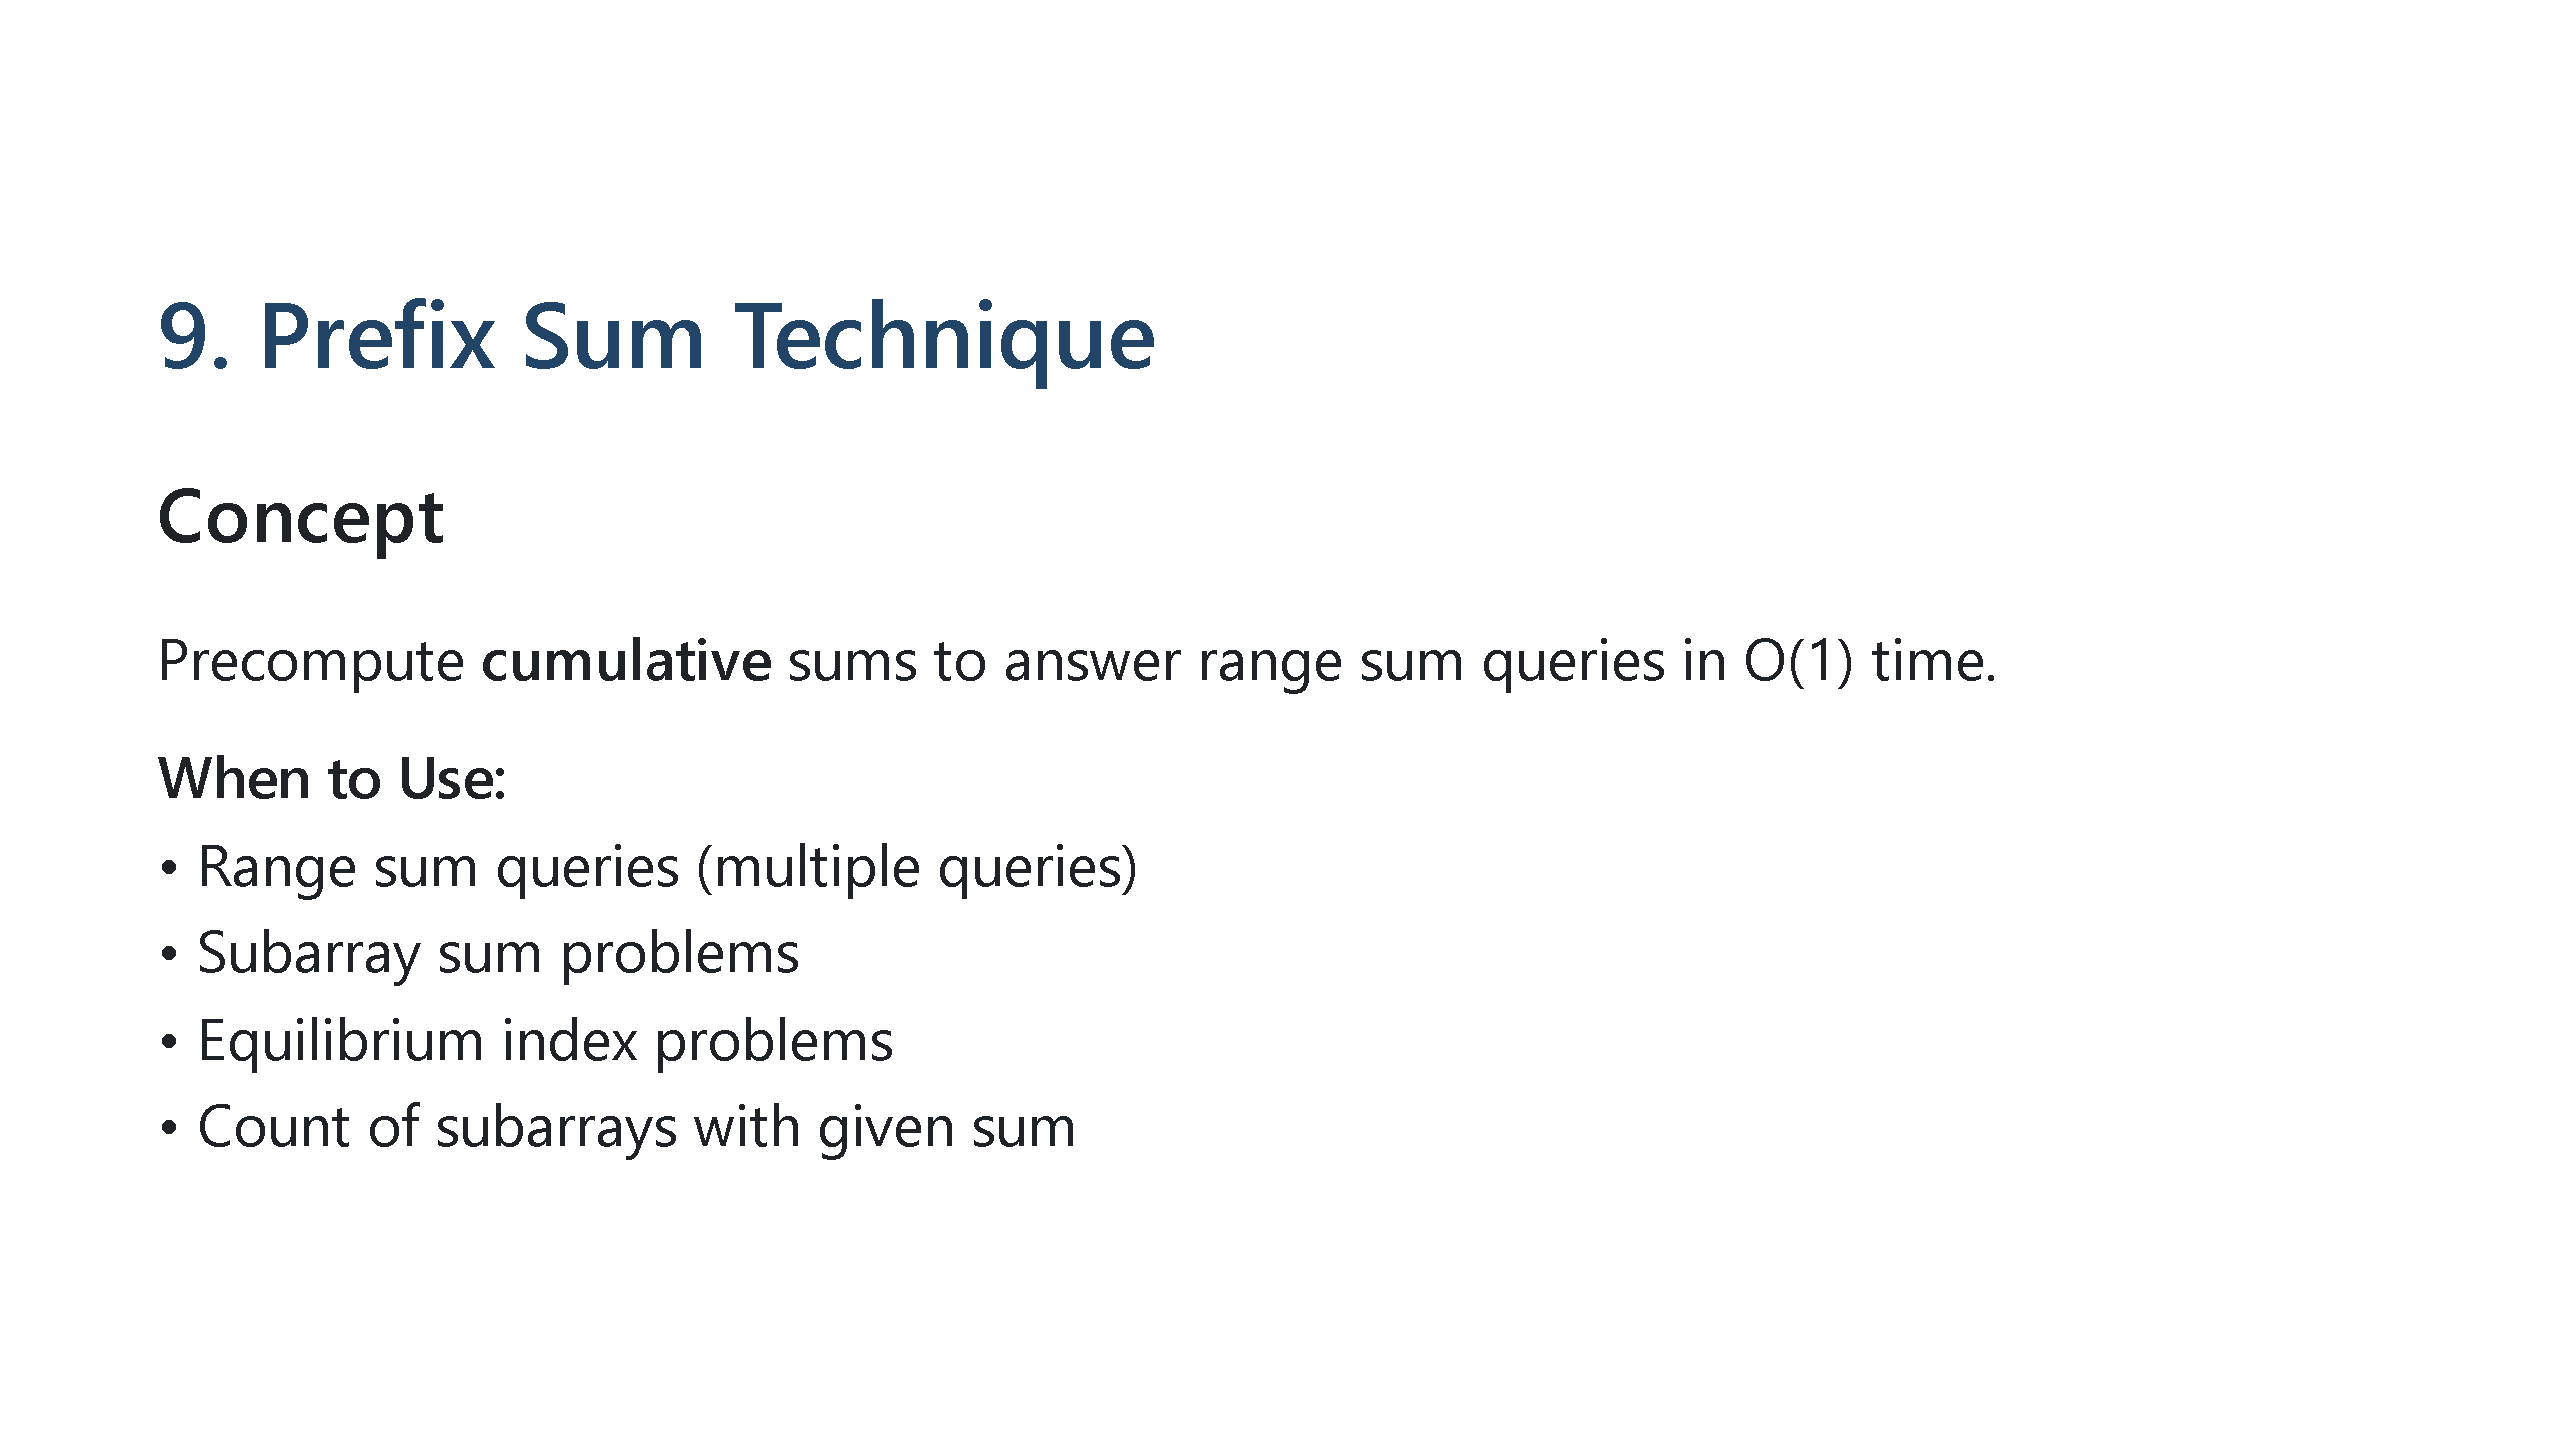 9. Prefix Sum Technique
Concept
Precompute cumulative sums to answer range sum queries in O(1) time.
When to Use:
• Range sum queries (multiple queries)
• Subarray sum problems
• Equilibrium index problems
• Count of subarrays with given sum